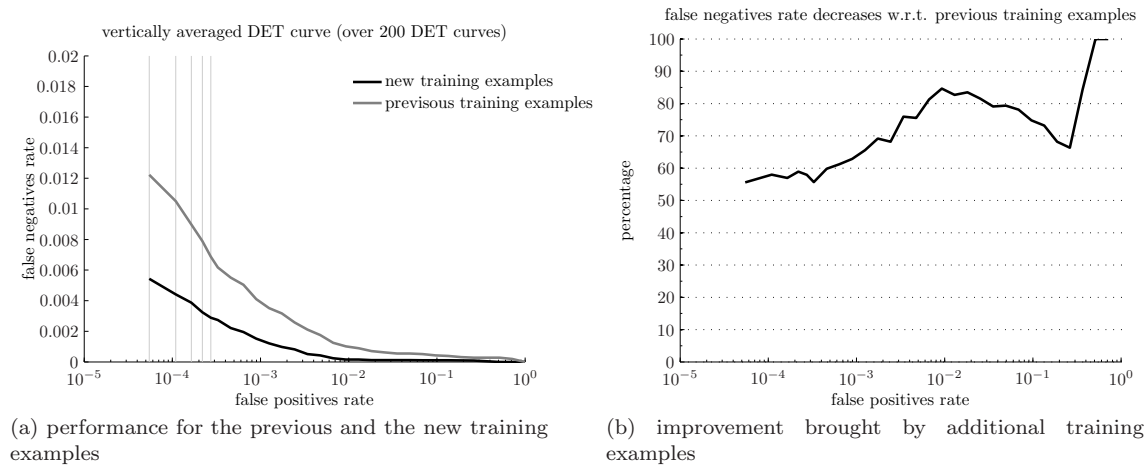 vertically averaged DET curve (over 200 DET curves)
0.02
0.018
0.016
0.014
0.012
0.01
0.008
0.006
0.004
0.002
0
false negatives rate
new training examples
previsous training examples
10^-5 10^-4 10^-3 10^-2 10^-1 10^0
false positives rate
(a) performance for the previous and the new training
examples
false negatives rate decreases w.r.t. previous training examples
100
90
80
70
60
50
40
30
20
10
0
percentage
10^-5 10^-4 10^-3 10^-2 10^-1 10^0
false positives rate
(b) improvement brought by additional training
examples